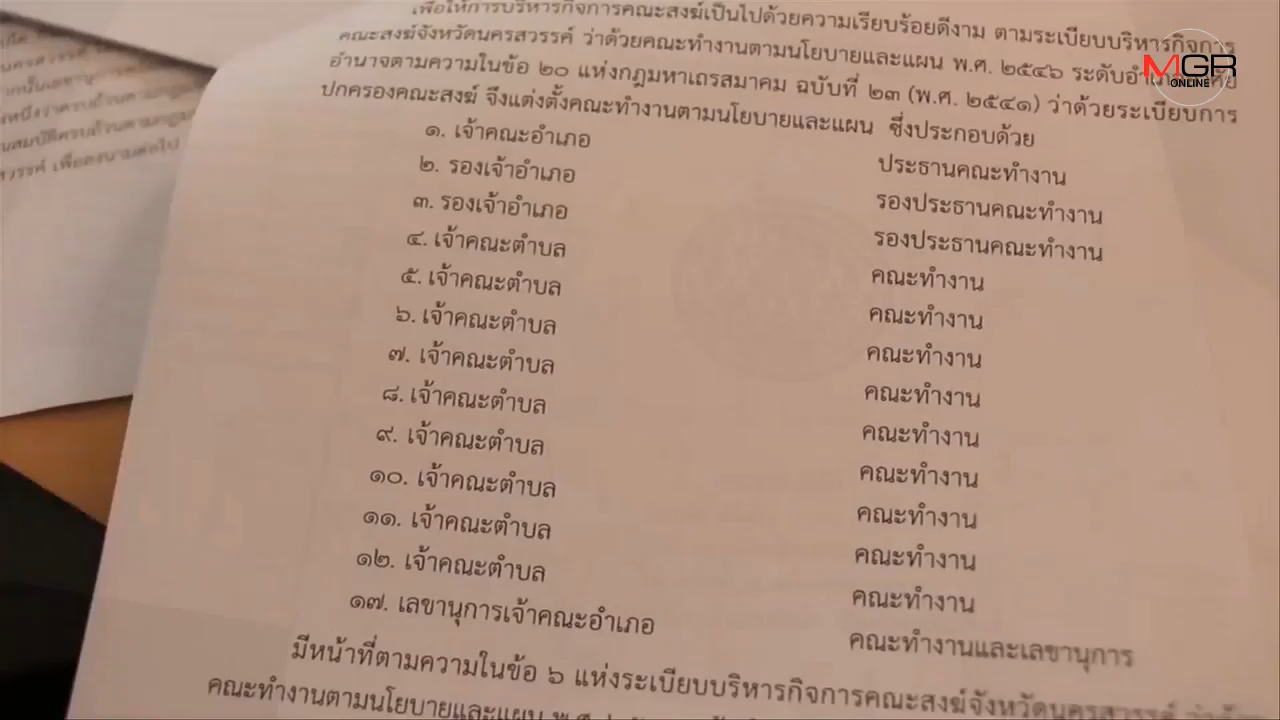 เพื่อให้การบริหารกิจการคณะสงฆ์เป็นไปด้วยความเรียบร้อยดีงาม ตามระเบียบบริหารกิจการ
คณะสงฆ์จังหวัดนครสวรรค์ ว่าด้วยคณะทำงานตามนโยบายและแผน พ.ศ. ๒๕๔๖ ระดับอำเภอ
อำนาจตามความในข้อ ๒๐ แห่งกฎมหาเถรสมาคม ฉบับที่ ๒๓ (พ.ศ. ๒๕๔๑) ว่าด้วยระเบียบการ
ปกครองคณะสงฆ์ จึงแต่งตั้งคณะทำงานตามนโยบายและแผน ซึ่งประกอบด้วย
๑. เจ้าคณะอำเภอ ประธานคณะทำงาน
๒. รองเจ้าอำเภอ รองประธานคณะทำงาน
๓. รองเจ้าอำเภอ รองประธานคณะทำงาน
๔. เจ้าคณะตำบล คณะทำงาน
๕. เจ้าคณะตำบล คณะทำงาน
๖. เจ้าคณะตำบล คณะทำงาน
๗. เจ้าคณะตำบล คณะทำงาน
๘. เจ้าคณะตำบล คณะทำงาน
๙. เจ้าคณะตำบล คณะทำงาน
๑๐. เจ้าคณะตำบล คณะทำงาน
๑๑. เจ้าคณะตำบล คณะทำงาน
๑๒. เจ้าคณะตำบล คณะทำงาน
๑๗. เลขานุการเจ้าคณะอำเภอ คณะทำงานและเลขานุการ
มีหน้าที่ตามความในข้อ ๖ แห่งระเบียบบริหารกิจการคณะสงฆ์จังหวัดนครสวรรค์
คณะทำงานตามนโยบายและแผน พ.ศ.
MGR
ONLINE